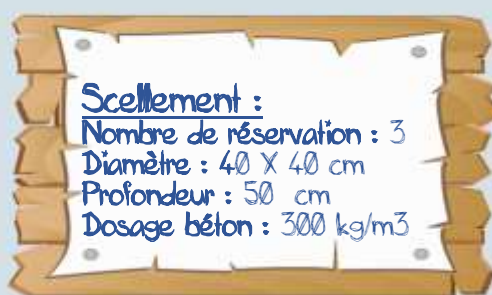 Scellement :
Nombre de réservation : 3
Diamètre : 40 X 40 cm
Profondeur : 50 cm
Dosage béton : 300 kg/m3